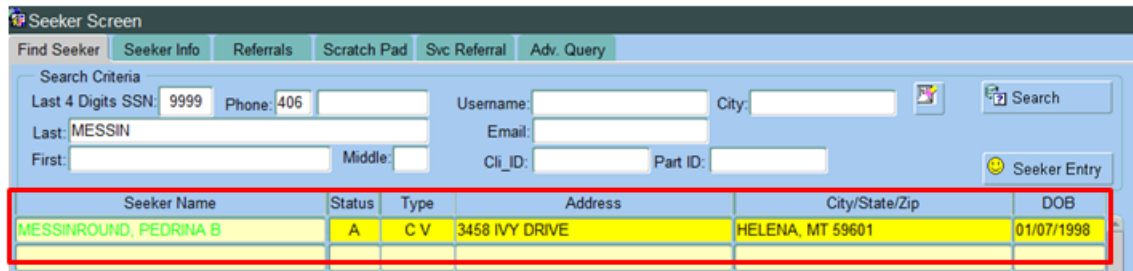 Seeker Screen
Find Seeker Seeker Info Referrals Scratch Pad Svc Referral Adv. Query
Search Criteria
Last 4 Digits SSN: 9999 Phone: 406 Username: City: Search
Last: MESSIN Email:
First: Middle: Cli_ID: Part ID: Seeker Entry
Seeker Name Status Type Address City/State/Zip DOB
MESSINROUND, PEDRINA B A C V 3458 IVY DRIVE HELENA, MT 59601 01/07/1998